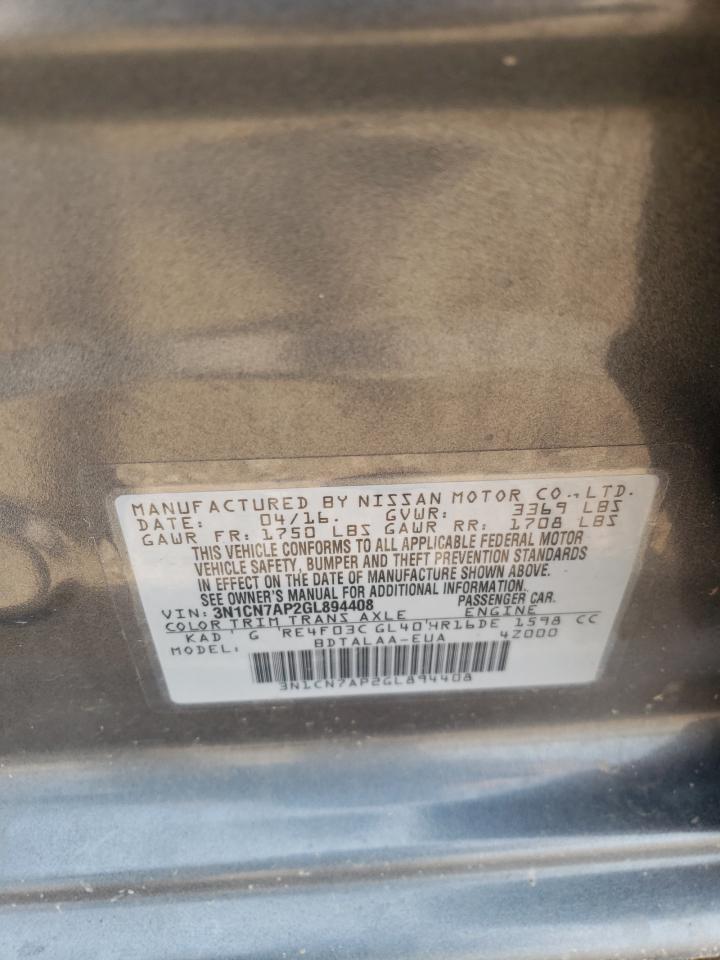 MANUFACTURED BY NISSAN MOTOR CO.,LTD.
DATE: 04/16. GVWR: 3369 LBS
GAWR FR: 1750 LBS GAWR RR: 1708 LBS
THIS VEHICLE CONFORMS TO ALL APPLICABLE FEDERAL MOTOR
VEHICLE SAFETY, BUMPER AND THEFT PREVENTION STANDARDS
IN EFFECT ON THE DATE OF MANUFACTURE SHOWN ABOVE.
SEE OWNER'S MANUAL FOR ADDITIONAL INFORMATION.
VIN: 3N1CN7AP2GL894408 PASSENGER CAR.
COLOR TRIM TRANS AXLE ENGINE
KAD G RE4F03C GL40 HR16DE 1598 CC
MODEL: BDTALAA-EUA 4Z000
3N1CN7AP2GL894408